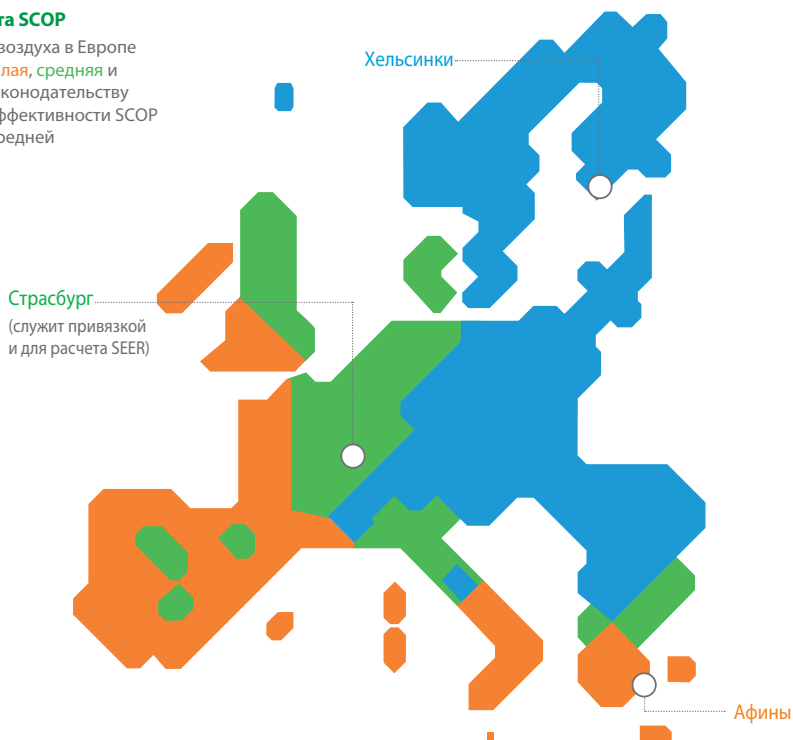 та SCOP
воздуха в Европе
лая, средняя и
конодательству
ффективности SCOP
редней
Хельсинки
Страсбург
(служит привязкой
и для расчета SEER)
Афины